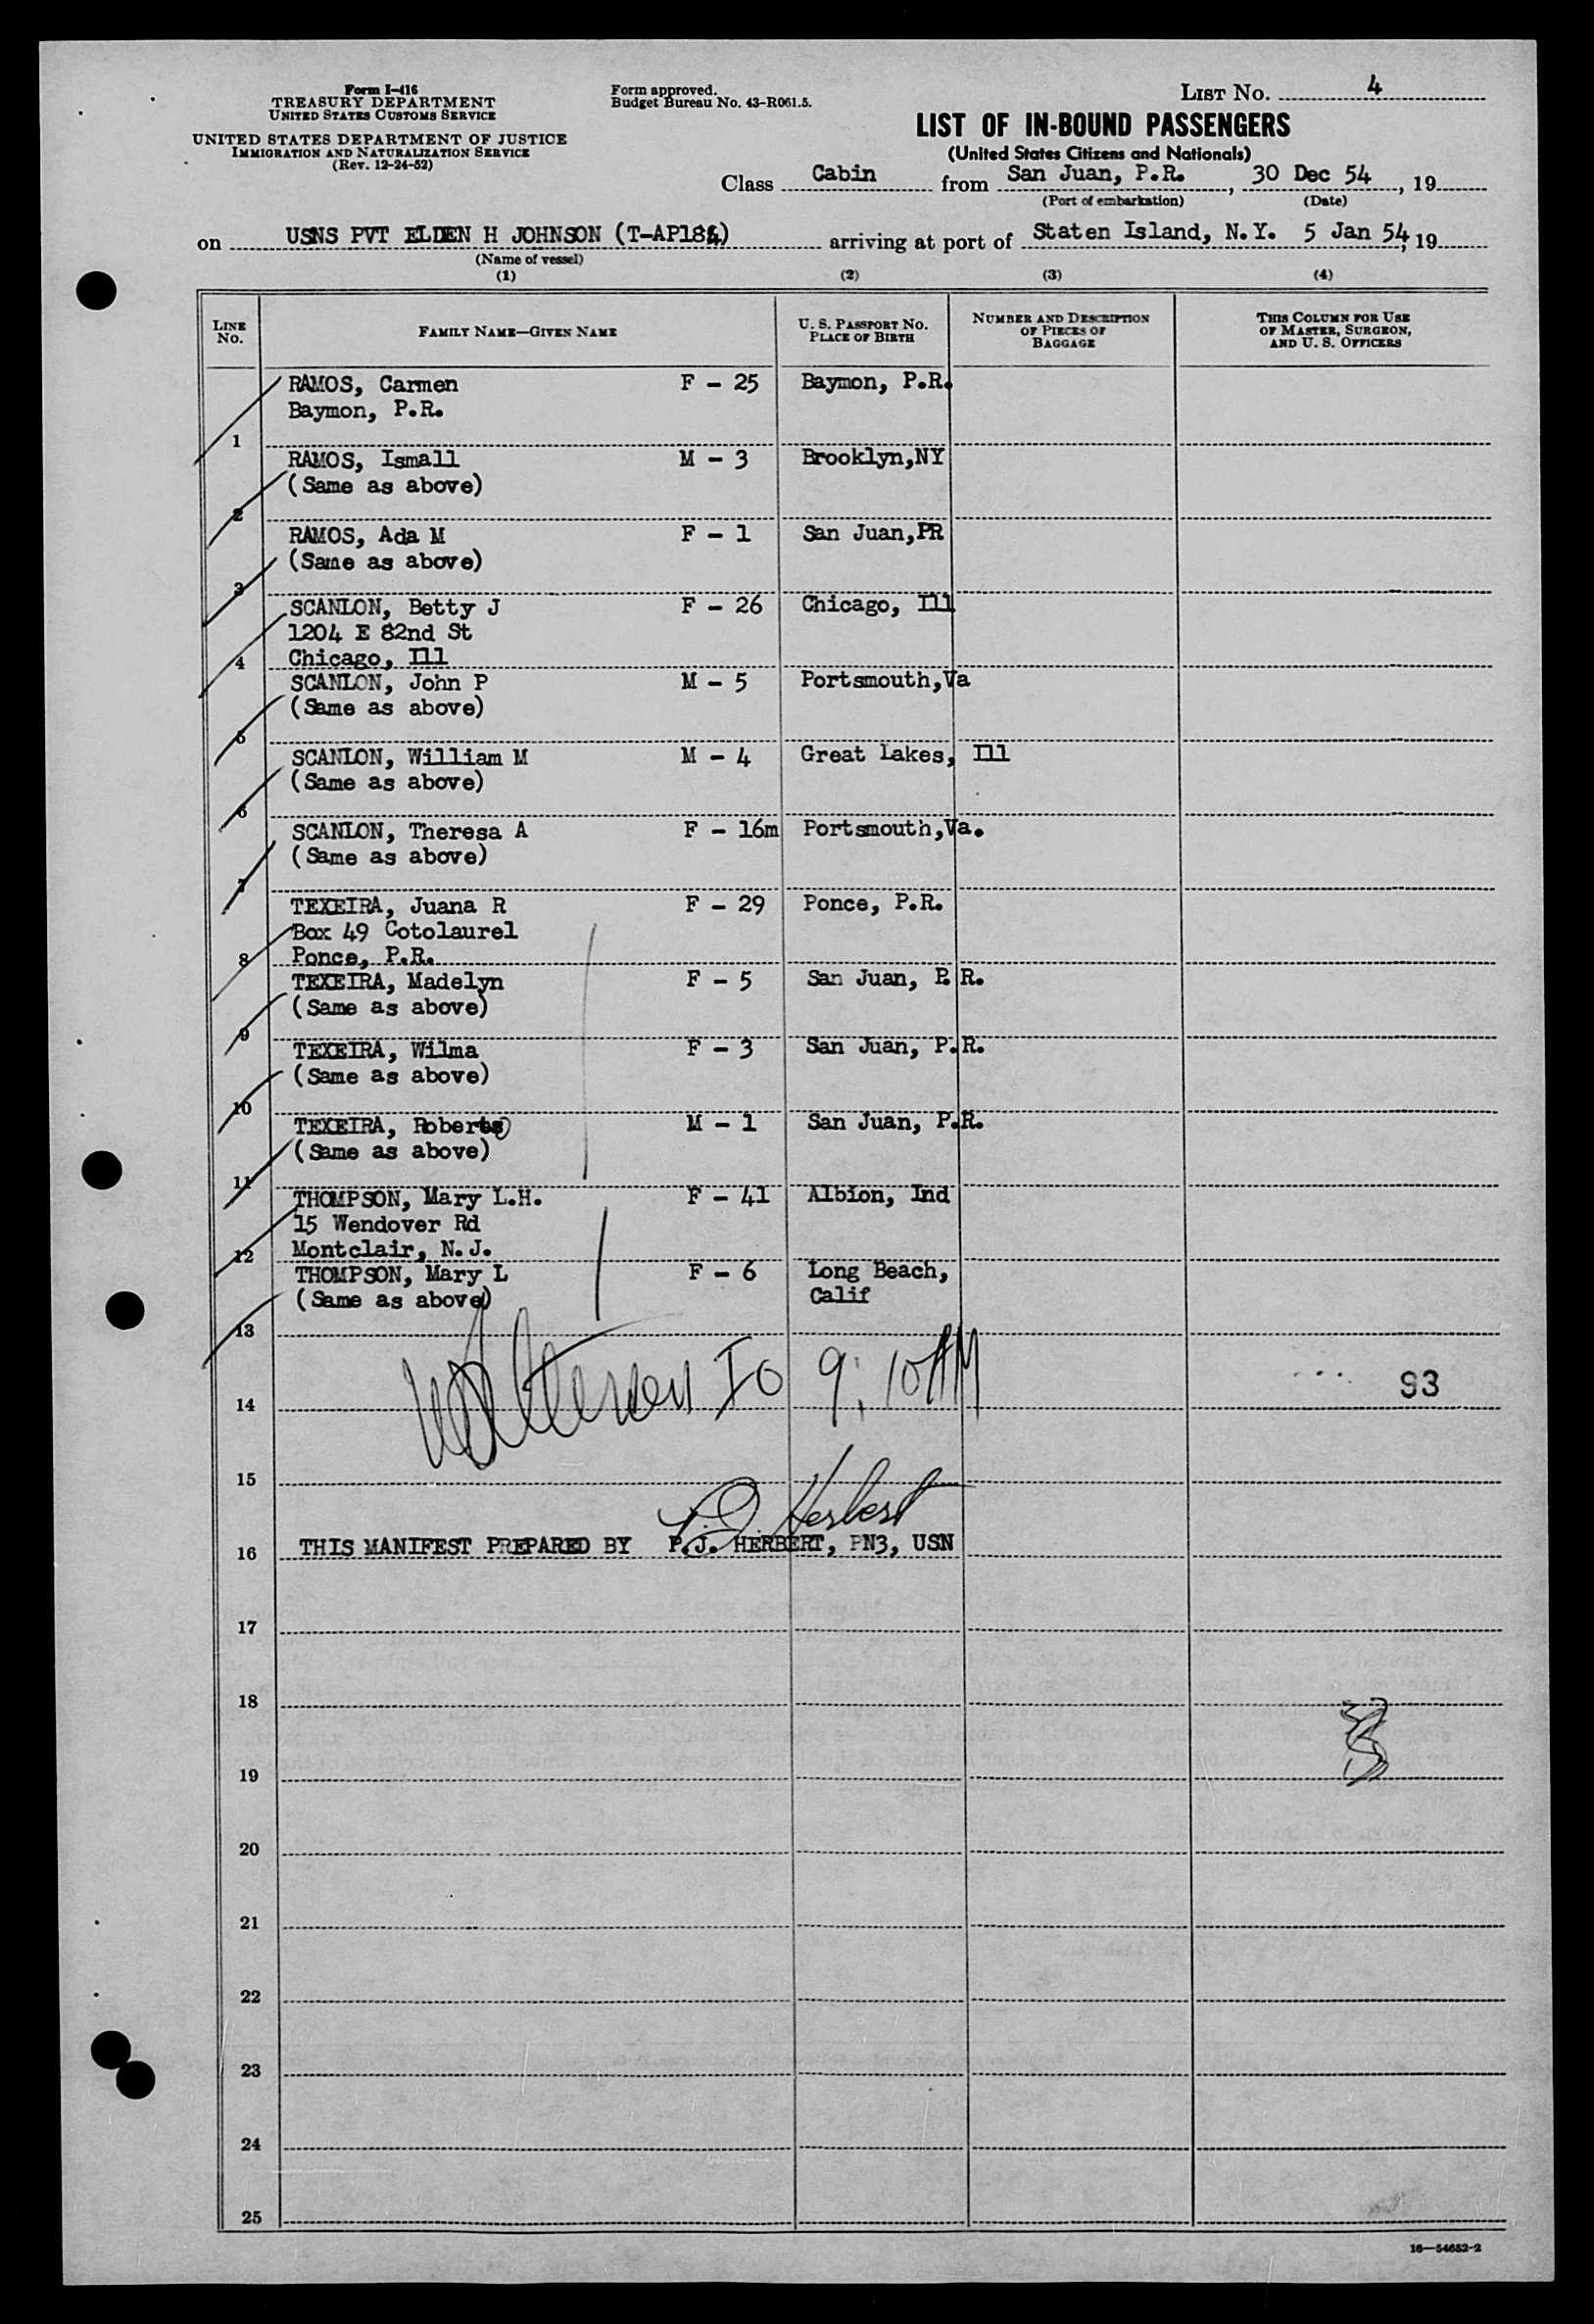 Form I-416
TREASURY DEPARTMENT
UNITED STATES CUSTOMS SERVICE
UNITED STATES DEPARTMENT OF JUSTICE
IMMIGRATION AND NATURALIZATION SERVICE
(Rev. 12-24-52)
Form approved.
Budget Bureau No. 43-R061.5.
LIST No. 4
LIST OF IN-BOUND PASSENGERS
(United States Citizens and Nationals)
Class Cabin from San Juan, P.R. , 30 Dec 54 , 19
(Port of embarkation) (Date)
on USNS PVT ELDEN H JOHNSON (T-AP184) arriving at port of Staten Island, N.Y. 5 Jan 54, 19
(Name of vessel)
(1) (2) (3) (4)
LINE No. FAMILY NAME—GIVEN NAME U. S. PASSPORT No. PLACE OF BIRTH NUMBER AND DESCRIPTION OF PIECES OF BAGGAGE THIS COLUMN FOR USE OF MASTER, SURGEON, AND U. S. OFFICERS
RAMOS, Carmen F - 25 Baymon, P.R.
Baymon, P.R.
1
RAMOS, Ismall M - 3 Brooklyn,NY
(Same as above)
2
RAMOS, Ada M F - 1 San Juan,PR
(Same as above)
3
SCANLON, Betty J F - 26 Chicago, Ill
1204 E 82nd St
4 Chicago, Ill
SCANLON, John P M - 5 Portsmouth,Va
(Same as above)
5
SCANLON, William M M - 4 Great Lakes, Ill
(Same as above)
6
SCANLON, Theresa A F - 16m Portsmouth,Va.
(Same as above)
7
TEXEIRA, Juana R F - 29 Ponce, P.R.
Box 49 Cotolaurel
8 Ponce, P.R.
TEXEIRA, Madelyn F - 5 San Juan, P.R.
(Same as above)
9
TEXEIRA, Wilma F - 3 San Juan, P.R.
(Same as above)
10
TEXEIRA, Roberto M - 1 San Juan, P.R.
(Same as above)
11
THOMPSON, Mary L.H. F - 41 Albion, Ind
15 Wendover Rd
12 Montclair, N.J.
THOMPSON, Mary L F - 6 Long Beach,
(Same as above) Calif
13
9:10 AM
14 93
15
P.J. Herbert
16 THIS MANIFEST PREPARED BY P.J. HERBERT, PN3, USN
17
18
19
20
21
22
23
24
25
16—54652-2